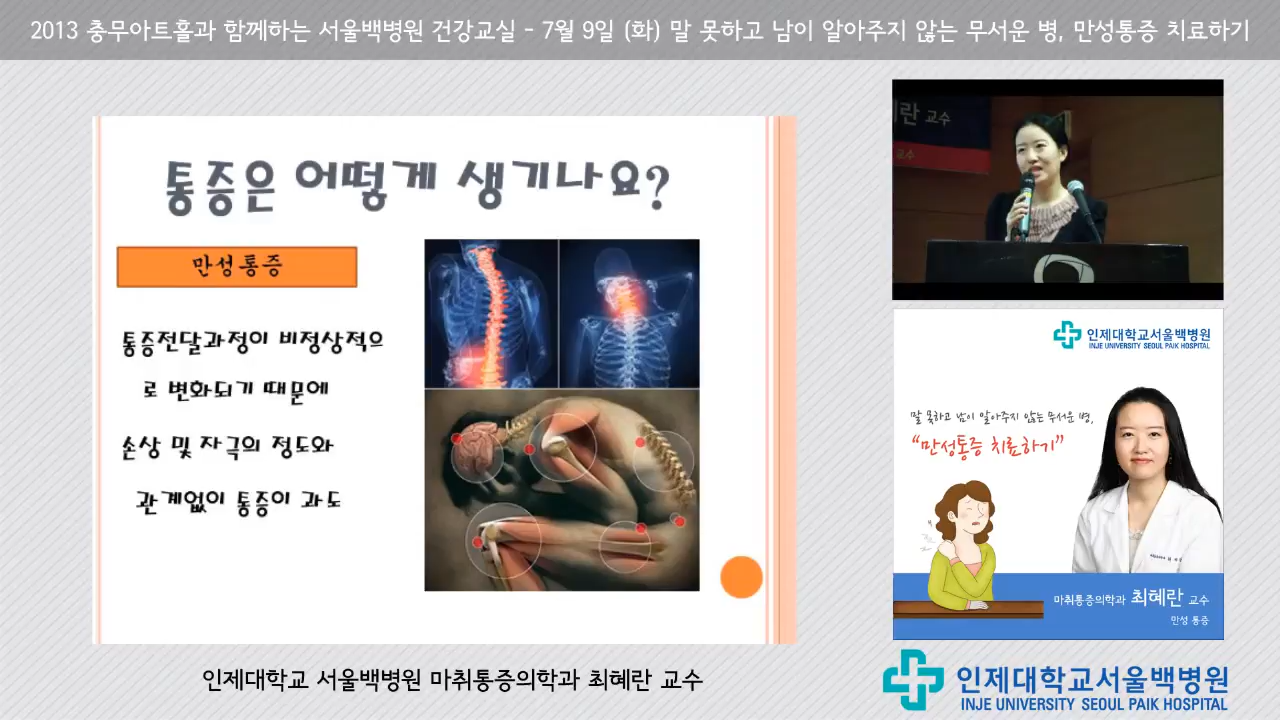 2013 충무아트홀과 함께하는 서울백병원 건강교실 - 7월 9일 (화) 말 못하고 남이 알아주지 않는 무서운 병, 만성통증 치료하기
통증은 어떻게 생기나요?
만성통증
통증전달과정이 비정상적으
로 변화되기 때문에
손상 및 자극의 정도와
관계없이 통증이 과도
란 교수
교수
인제대학교서울백병원
INJE UNIVERSITY SEOUL PAIK HOSPITAL
말 못하고 남이 알아주지 않는 무서운 병,
“만성통증 치료하기”
마취통증의학과 최혜란 교수
만성 통증
인제대학교 서울백병원 마취통증의학과 최혜란 교수
인제대학교서울백병원
INJE UNIVERSITY SEOUL PAIK HOSPITAL